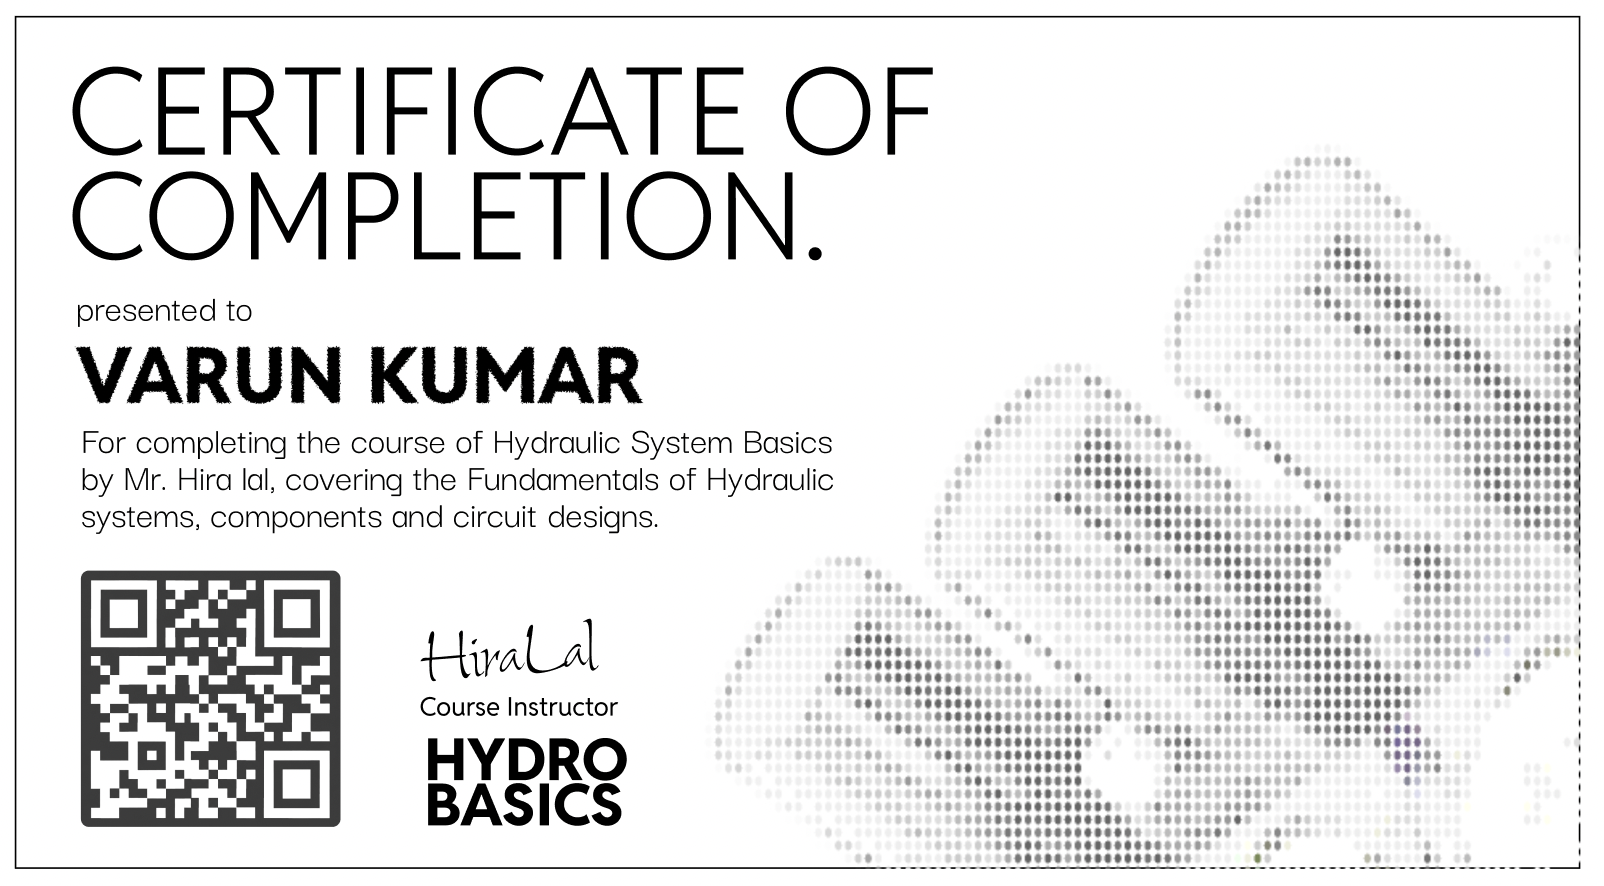 CERTIFICATE OF
COMPLETION.
presented to
VARUN KUMAR
For completing the course of Hydraulic System Basics
by Mr. Hira lal, covering the Fundamentals of Hydraulic
systems, components and circuit designs.
HiraLal
Course Instructor
HYDRO
BASICS